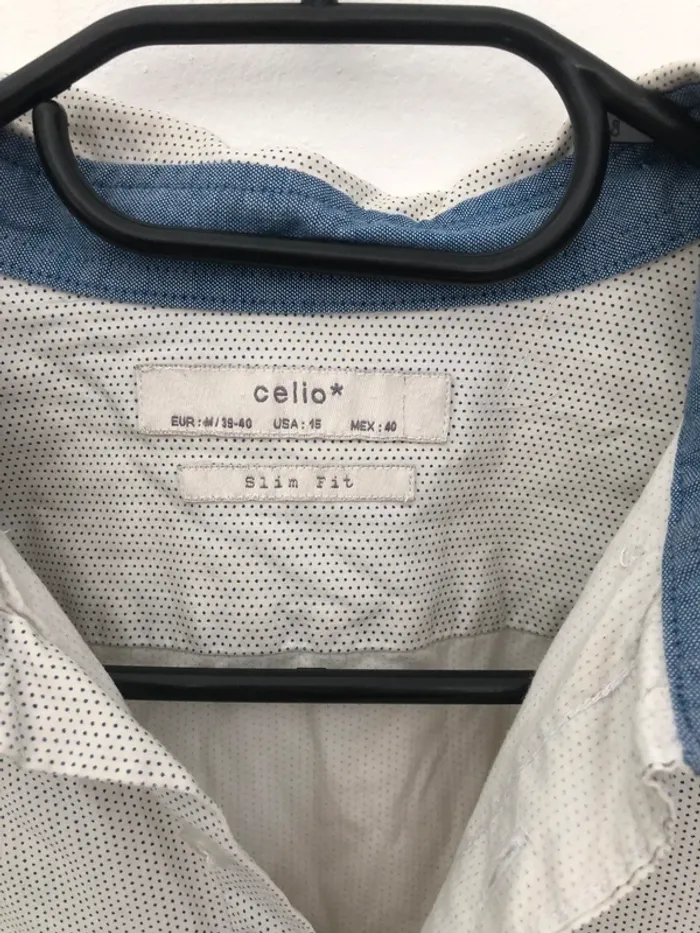 celio*
EUR : M / 39-40 USA : 15 MEX : 40
Slim Fit